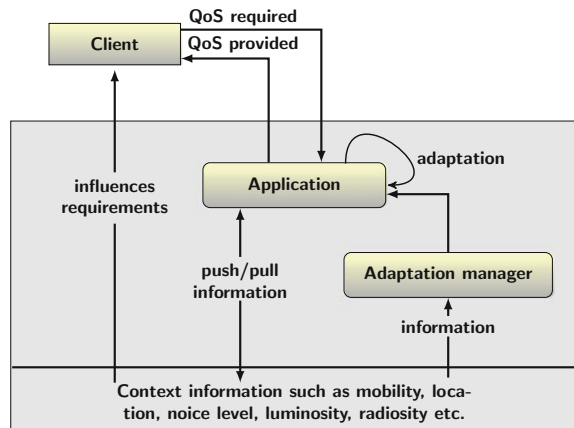 QoS required
Client
QoS provided
adaptation
Application
influences
requirements
push/pull
information
Adaptation manager
information
Context information such as mobility, loca-
tion, noice level, luminosity, radiosity etc.